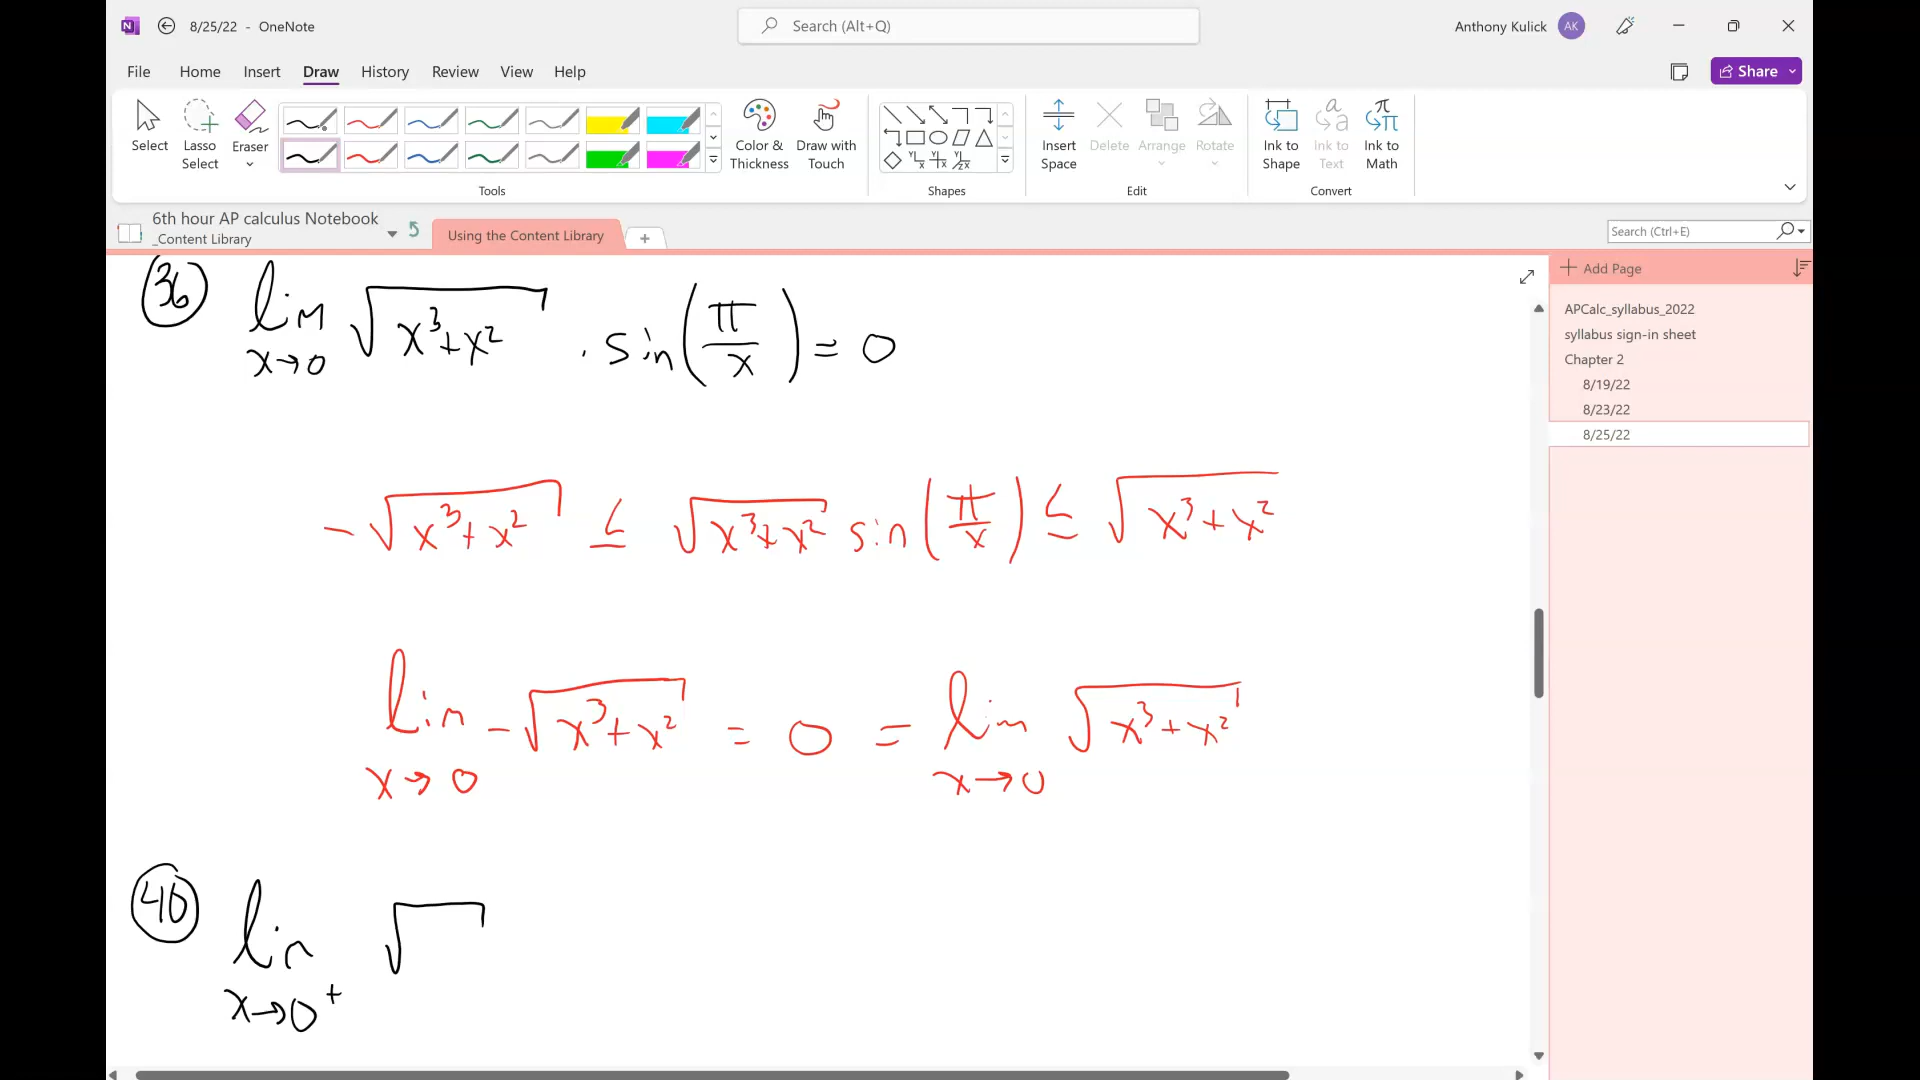 8/25/22 - OneNote
Search (Alt+Q)
Anthony Kulick AK
File Home Insert Draw History Review View Help
Share
Select
Lasso Select
Eraser
Color & Thickness
Draw with Touch
Insert Space
Delete
Arrange
Rotate
Ink to Shape
Ink to Text
Ink to Math
Tools Shapes Edit Convert
6th hour AP calculus Notebook
_Content Library
Using the Content Library
Search (Ctrl+E)
Add Page
APCalc_syllabus_2022
syllabus sign-in sheet
Chapter 2
8/19/22
8/23/22
8/25/22
36 lim x→0 √(x³+x²) · sin(π/x) = 0
-√(x³+x²) ≤ √(x³+x²) sin(π/x) ≤ √(x³+x²)
lim x→0 -√(x³+x²) = 0 = lim x→0 √(x³+x²)
40 lim x→0⁺ √